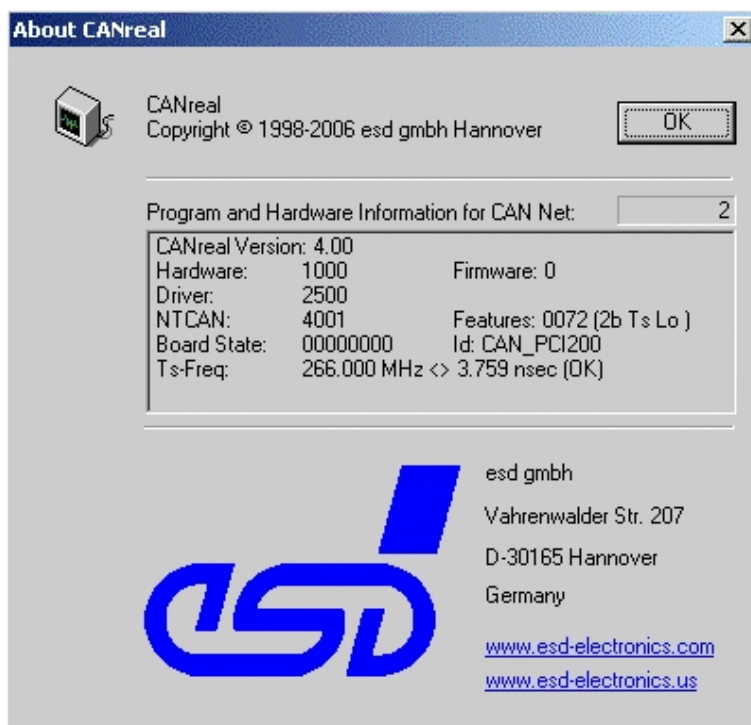 About CANreal
CANreal
Copyright © 1998-2006 esd gmbh Hannover
OK
Program and Hardware Information for CAN Net: 2
CANreal Version: 4.00
Hardware: 1000 Firmware: 0
Driver: 2500
NTCAN: 4001 Features: 0072 (2b Ts Lo )
Board State: 00000000 Id: CAN_PCI200
Ts-Freq: 266.000 MHz <> 3.759 nsec (OK)
esd
esd gmbh
Vahrenwalder Str. 207
D-30165 Hannover
Germany
www.esd-electronics.com
www.esd-electronics.us